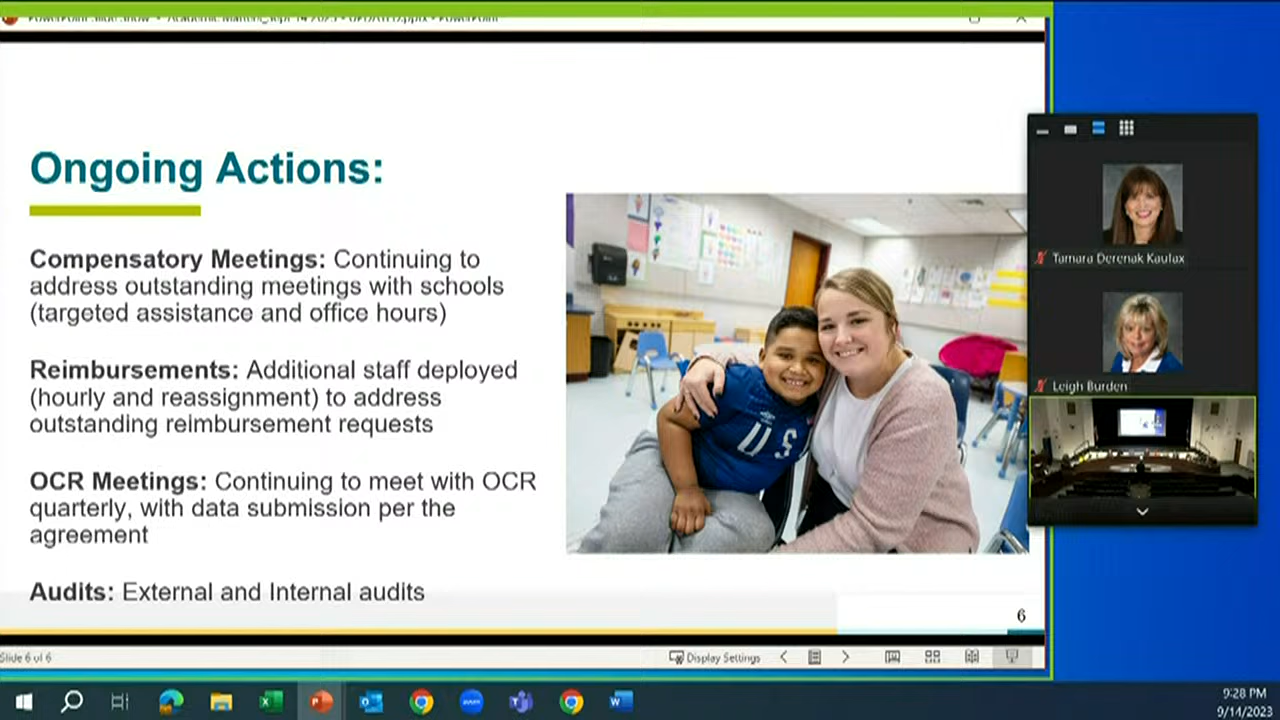 Ongoing Actions:
Compensatory Meetings: Continuing to
address outstanding meetings with schools
(targeted assistance and office hours)
Reimbursements: Additional staff deployed
(hourly and reassignment) to address
outstanding reimbursement requests
OCR Meetings: Continuing to meet with OCR
quarterly, with data submission per the
agreement
Audits: External and Internal audits
6
U S
Tamara Derenak Kaufax
Leigh Burden
Slide 6 of 6
Display Settings
9:28 PM
9/14/2023